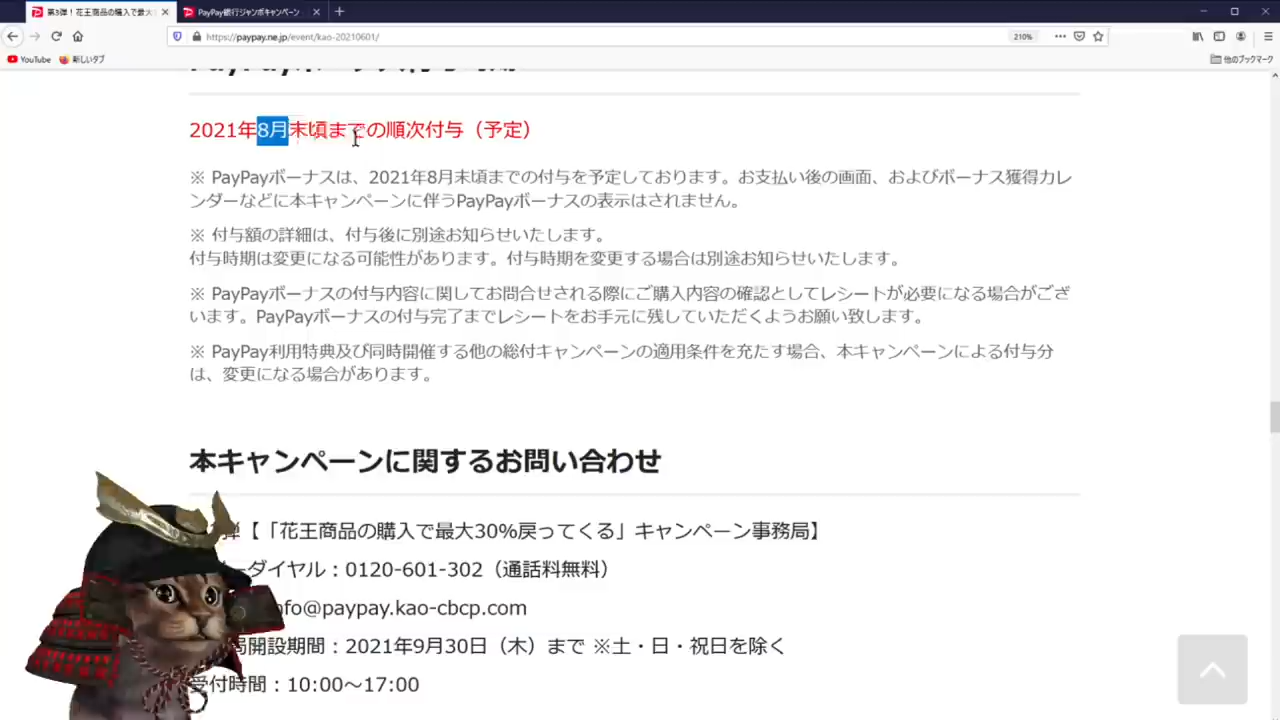 第3弾！花王商品の購入で最大
PayPay銀行ジャンボキャンペーン
https://paypay.ne.jp/event/kao-20210601/
210%
YouTube
新しいタブ
他のブックマーク
2021年8月末頃までの順次付与（予定）
※ PayPayボーナスは、2021年8月末頃までの付与を予定しております。お支払い後の画面、およびボーナス獲得カレ
ンダーなどに本キャンペーンに伴うPayPayボーナスの表示はされません。
※ 付与額の詳細は、付与後に別途お知らせいたします。
付与時期は変更になる可能性があります。付与時期を変更する場合は別途お知らせいたします。
※ PayPayボーナスの付与内容に関してお問合せされる際にご購入内容の確認としてレシートが必要になる場合がござ
います。PayPayボーナスの付与完了までレシートをお手元に残していただくようお願い致します。
※ PayPay利用特典及び同時開催する他の総付キャンペーンの適用条件を充たす場合、本キャンペーンによる付与分
は、変更になる場合があります。
本キャンペーンに関するお問い合わせ
弾【「花王商品の購入で最大30%戻ってくる」キャンペーン事務局】
ーダイヤル：0120-601-302（通話料無料）
nfo@paypay.kao-cbcp.com
局開設期間：2021年9月30日（木）まで ※土・日・祝日を除く
受付時間：10:00〜17:00